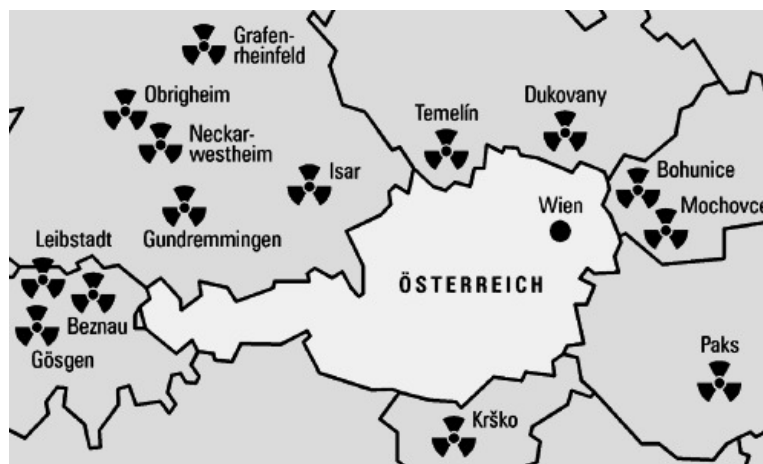 Grafen-
rheinfeld
Obrigheim
Neckar-
westheim
Temelín
Dukovany
Isar
Bohunice
Mochovce
Gundremmingen
Wien
Leibstadt
ÖSTERREICH
Beznau
Gösgen
Paks
Krško